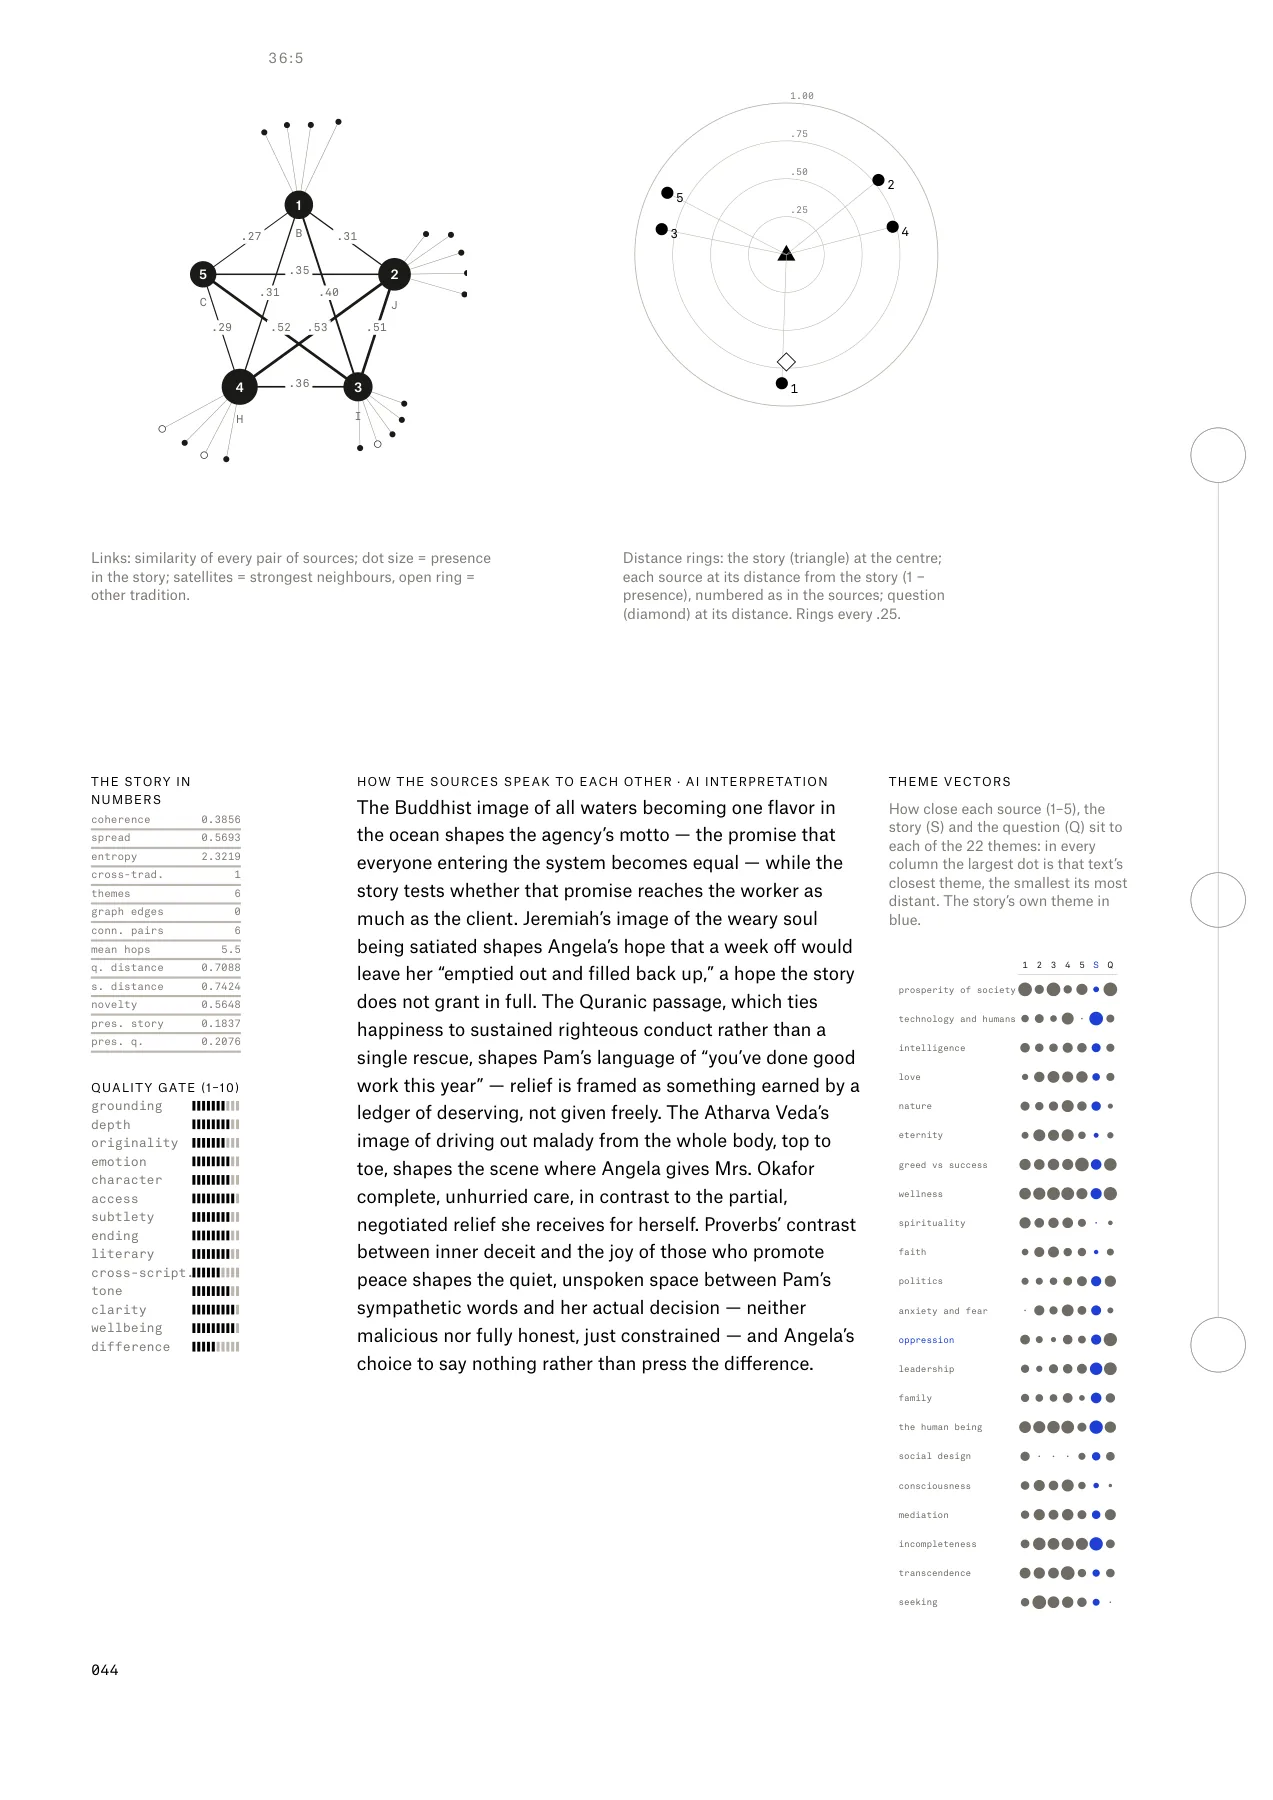 36:5
1
B
.27
.31
5
C
.35
2
J
.31
.40
.29
.52
.53
.51
4
H
.36
3
I
1.00
.75
.50
.25
5
3
2
4
1
Links: similarity of every pair of sources; dot size = presence
in the story; satellites = strongest neighbours, open ring =
other tradition.
Distance rings: the story (triangle) at the centre;
each source at its distance from the story (1 –
presence), numbered as in the sources; question
(diamond) at its distance. Rings every .25.
THE STORY IN
NUMBERS
coherence 0.3856
spread 0.5693
entropy 2.3219
cross-trad. 1
themes 6
graph edges 0
conn. pairs 6
mean hops 5.5
q. distance 0.7088
s. distance 0.7424
novelty 0.5648
pres. story 0.1837
pres. q. 0.2076
QUALITY GATE (1–10)
grounding
depth
originality
emotion
character
access
subtlety
ending
literary
cross-script.
tone
clarity
wellbeing
difference
HOW THE SOURCES SPEAK TO EACH OTHER · AI INTERPRETATION
The Buddhist image of all waters becoming one flavor in
the ocean shapes the agency’s motto — the promise that
everyone entering the system becomes equal — while the
story tests whether that promise reaches the worker as
much as the client. Jeremiah’s image of the weary soul
being satiated shapes Angela’s hope that a week off would
leave her “emptied out and filled back up,” a hope the story
does not grant in full. The Quranic passage, which ties
happiness to sustained righteous conduct rather than a
single rescue, shapes Pam’s language of “you’ve done good
work this year” — relief is framed as something earned by a
ledger of deserving, not given freely. The Atharva Veda’s
image of driving out malady from the whole body, top to
toe, shapes the scene where Angela gives Mrs. Okafor
complete, unhurried care, in contrast to the partial,
negotiated relief she receives for herself. Proverbs’ contrast
between inner deceit and the joy of those who promote
peace shapes the quiet, unspoken space between Pam’s
sympathetic words and her actual decision — neither
malicious nor fully honest, just constrained — and Angela’s
choice to say nothing rather than press the difference.
THEME VECTORS
How close each source (1–5), the
story (S) and the question (Q) sit to
each of the 22 themes: in every
column the largest dot is that text’s
closest theme, the smallest its most
distant. The story’s own theme in
blue.
1 2 3 4 5 S Q
prosperity of society
technology and humans
intelligence
love
nature
eternity
greed vs success
wellness
spirituality
faith
politics
anxiety and fear
oppression
leadership
family
the human being
social design
consciousness
mediation
incompleteness
transcendence
seeking
044